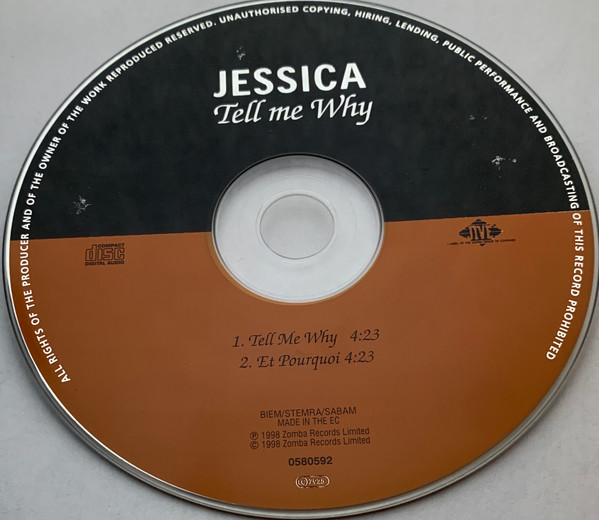 ALL RIGHTS OF THE PRODUCER AND OF THE OWNER OF THE WORK REPRODUCED RESERVED. UNAUTHORISED COPYING, HIRING, LENDING, PUBLIC PERFORMANCE AND BROADCASTING OF THIS RECORD PROHIBITED
JESSICA
Tell me Why
COMPACT
disc
DIGITAL AUDIO
JIVE
1. Tell Me Why 4:23
2. Et Pourquoi 4:23
BIEM/STEMRA/SABAM
MADE IN THE EC
℗ 1998 Zomba Records Limited
© 1998 Zomba Records Limited
0580592